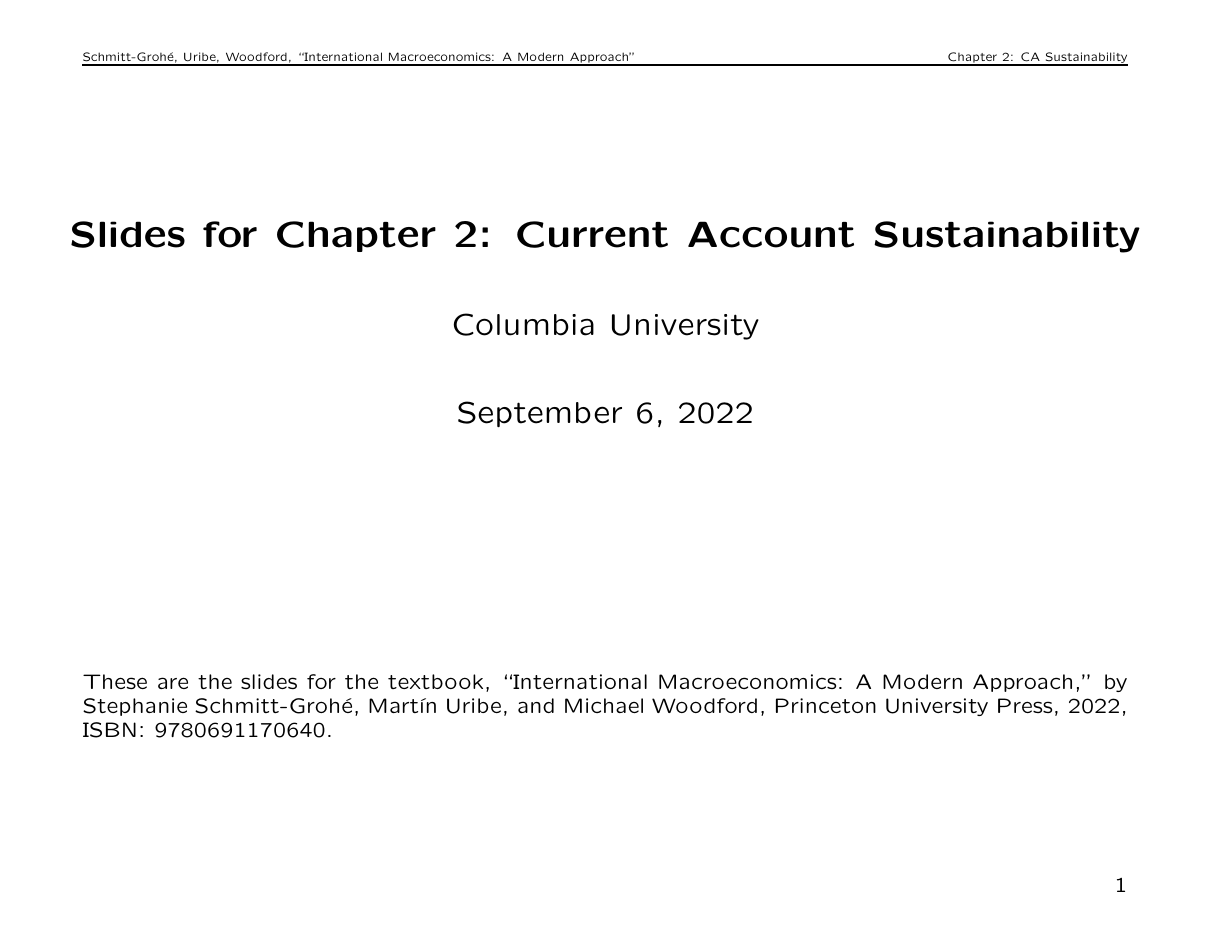 Schmitt-Grohé, Uribe, Woodford, “International Macroeconomics: A Modern Approach” Chapter 2: CA Sustainability
Slides for Chapter 2: Current Account Sustainability
Columbia University
September 6, 2022
These are the slides for the textbook, “International Macroeconomics: A Modern Approach,” by
Stephanie Schmitt-Grohé, Martín Uribe, and Michael Woodford, Princeton University Press, 2022,
ISBN: 9780691170640.
1